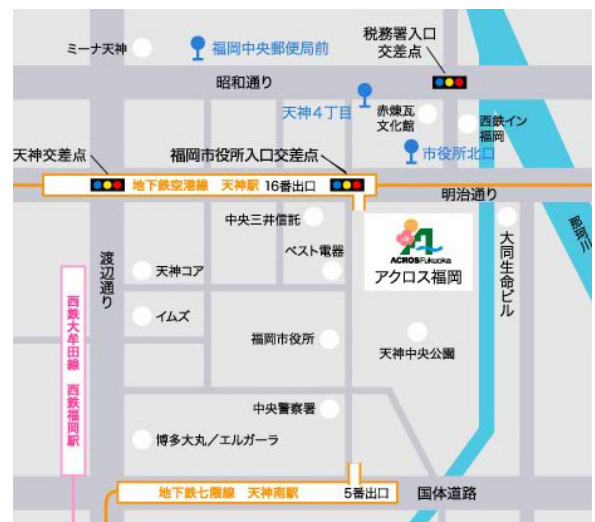 ミーナ天神
福岡中央郵便局前
税務署入口
交差点
昭和通り
天神4丁目
赤煉瓦
文化館
西鉄イン
福岡
市役所北口
天神交差点
福岡市役所入口交差点
地下鉄空港線 天神駅 16番出口
明治通り
中央三井信託
ベスト電器
ACROS Fukuoka
アクロス福岡
大同生命ビル
那珂川
渡辺通り
天神コア
イムズ
福岡市役所
天神中央公園
西鉄大牟田線 西鉄福岡駅
中央警察署
博多大丸／エルガーラ
地下鉄七隈線 天神南駅
5番出口
国体道路